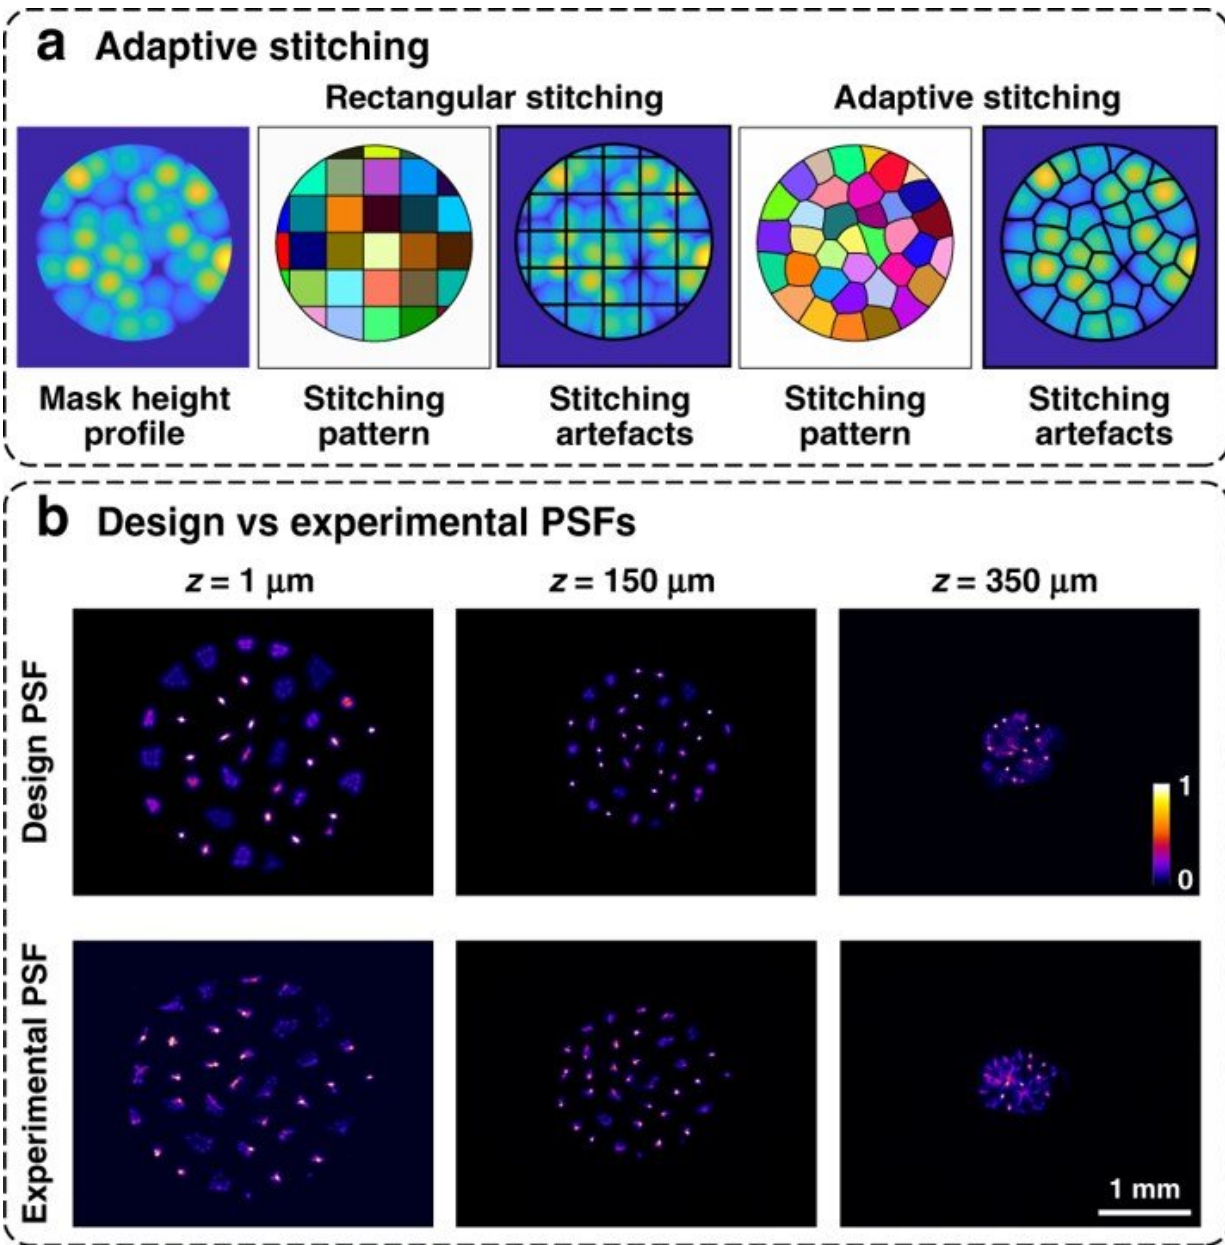 a Adaptive stitching
Rectangular stitching
Adaptive stitching
Mask height
profile
Stitching
pattern
Stitching
artefacts
Stitching
pattern
Stitching
artefacts
b Design vs experimental PSFs
z = 1 μm
z = 150 μm
z = 350 μm
Design PSF
1
0
Experimental PSF
1 mm